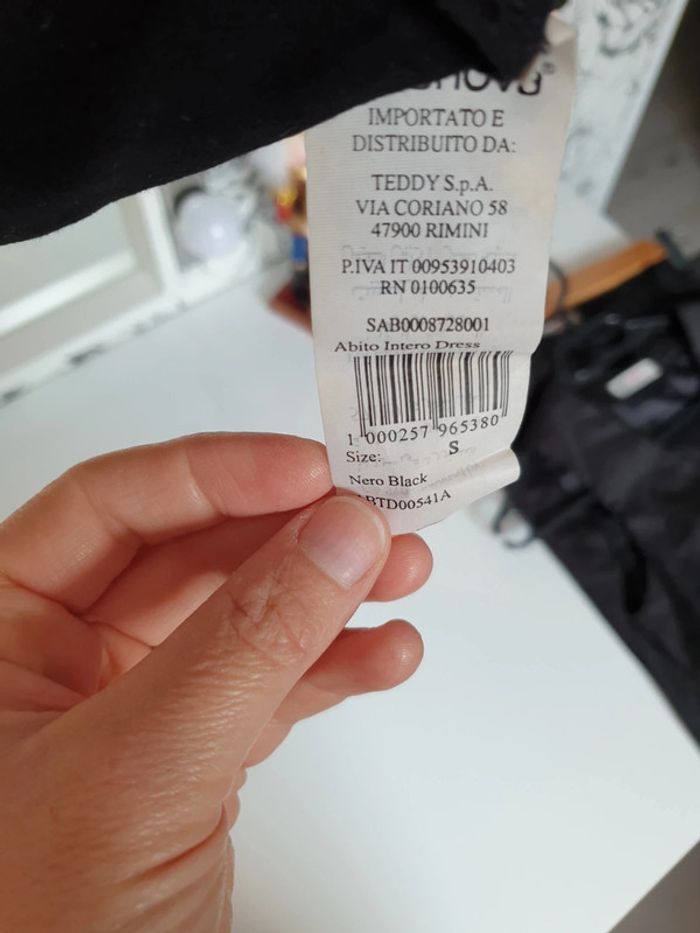 IMPORTATO E
DISTRIBUITO DA:
TEDDY S.p.A.
VIA CORIANO 58
47900 RIMINI
P.IVA IT 00953910403
RN 0100635
SAB0008728001
Abito Intero Dress
1 000257 965380
Size: S
Nero Black